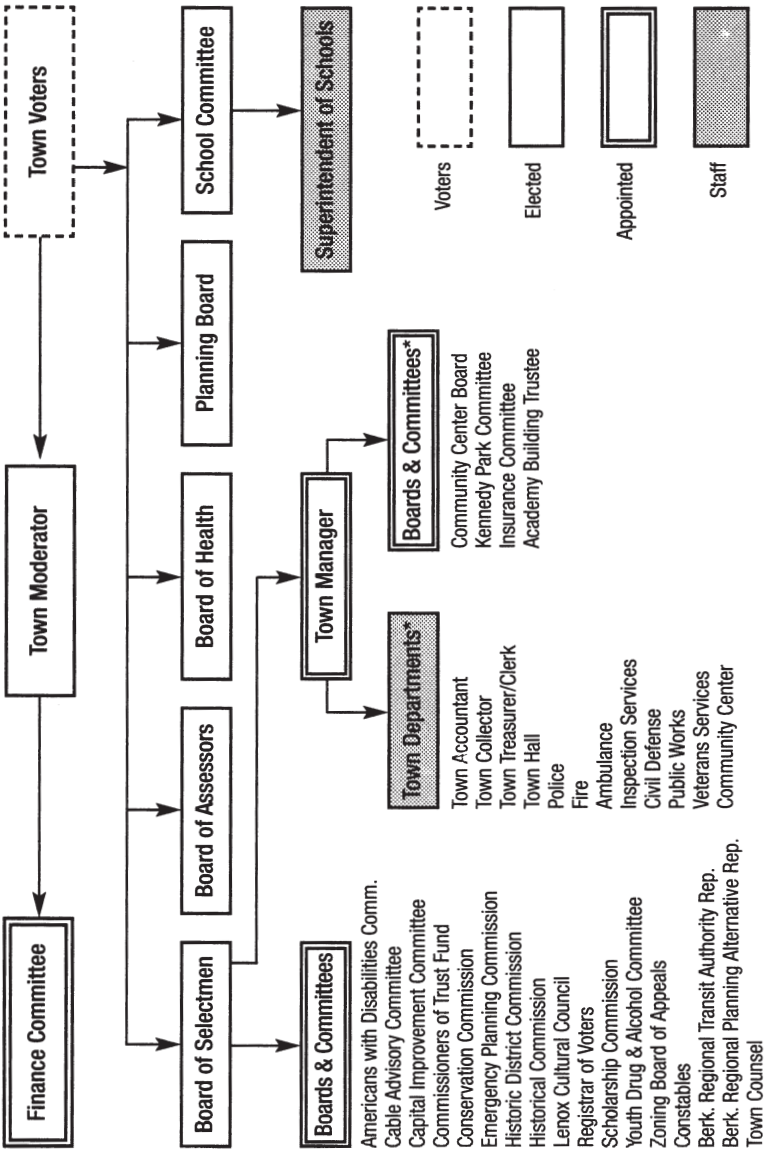 Town Voters
Town Moderator
Finance Committee
Board of Selectmen
Board of Assessors
Board of Health
Planning Board
School Committee
Boards & Committees
Americans with Disabilities Comm.
Cable Advisory Committee
Capital Improvement Committee
Commissioners of Trust Fund
Conservation Commission
Emergency Planning Commission
Historic District Commission
Historical Commission
Lenox Cultural Council
Registrar of Voters
Scholarship Commission
Youth Drug & Alcohol Committee
Zoning Board of Appeals
Constables
Berk. Regional Transit Authority Rep.
Berk. Regional Planning Alternative Rep.
Town Counsel
Town Manager
Town Departments*
Town Accountant
Town Collector
Town Treasurer/Clerk
Town Hall
Police
Fire
Ambulance
Inspection Services
Civil Defense
Public Works
Veterans Services
Community Center
Boards & Committees*
Community Center Board
Kennedy Park Committee
Insurance Committee
Academy Building Trustee
Superintendent of Schools
Voters
Elected
Appointed
Staff